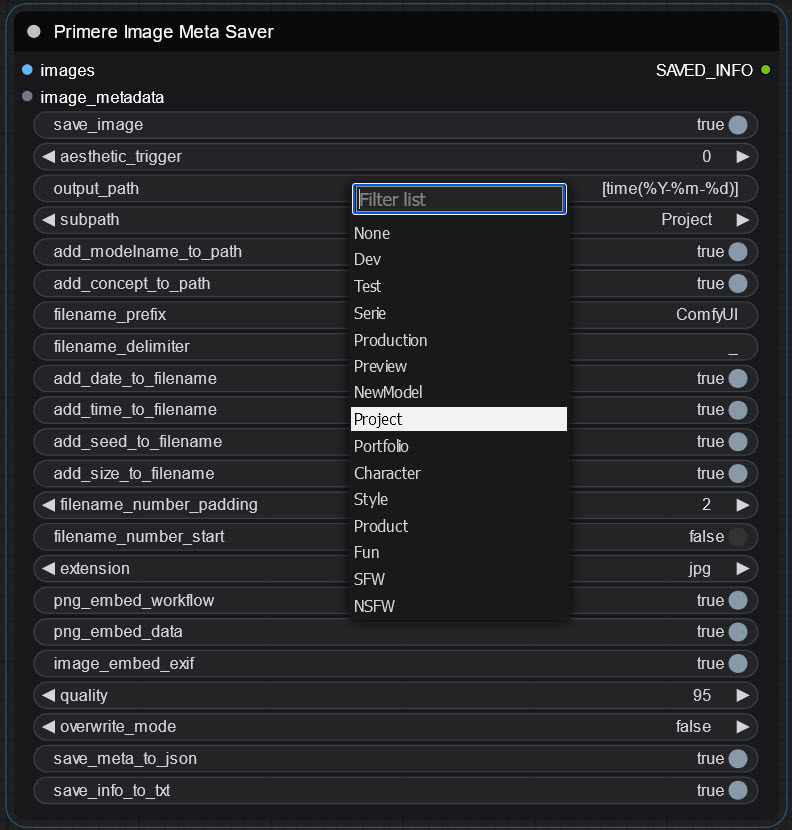 Primere Image Meta Saver
images SAVED_INFO
image_metadata
save_image true
aesthetic_trigger 0
output_path [time(%Y-%m-%d)]
Filter list
subpath Project
None
add_modelname_to_path true
Dev
add_concept_to_path true
Test
filename_prefix ComfyUI
Serie
filename_delimiter _
Production
Preview
add_date_to_filename true
NewModel
add_time_to_filename true
Project
add_seed_to_filename true
Portfolio
add_size_to_filename true
Character
filename_number_padding 2
Style
filename_number_start false
Product
Fun
extension jpg
SFW
png_embed_workflow true
NSFW
png_embed_data true
image_embed_exif true
quality 95
overwrite_mode false
save_meta_to_json true
save_info_to_txt true